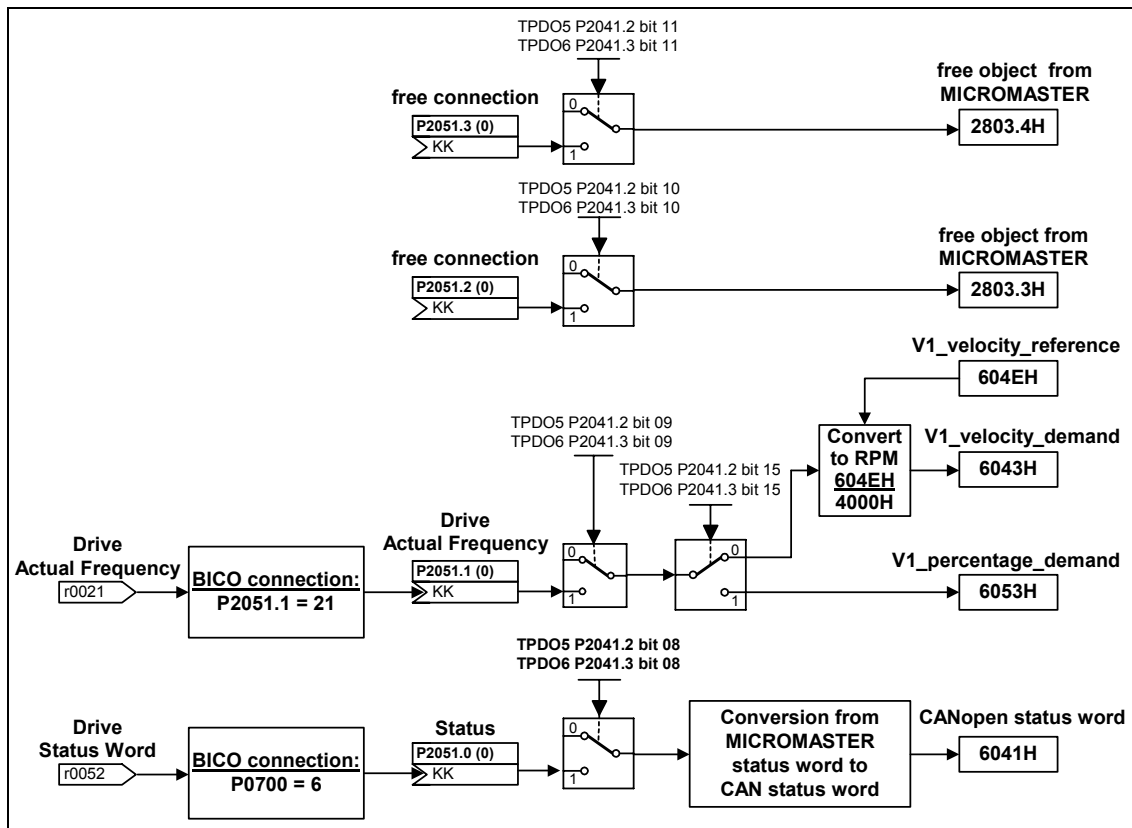 TPDO5 P2041.2 bit 11
TPDO6 P2041.3 bit 11
free connection
P2051.3 (0)
KK
0
1
free object from
MICROMASTER
2803.4H
TPDO5 P2041.2 bit 10
TPDO6 P2041.3 bit 10
free connection
P2051.2 (0)
KK
0
1
free object from
MICROMASTER
2803.3H
V1_velocity_reference
604EH
TPDO5 P2041.2 bit 09
TPDO6 P2041.3 bit 09
TPDO5 P2041.2 bit 15
TPDO6 P2041.3 bit 15
Convert
to RPM
604EH
4000H
V1_velocity_demand
6043H
Drive
Actual Frequency
r0021
BICO connection:
P2051.1 = 21
Drive
Actual Frequency
P2051.1 (0)
KK
0
1
0
1
V1_percentage_demand
6053H
TPDO5 P2041.2 bit 08
TPDO6 P2041.3 bit 08
Drive
Status Word
r0052
BICO connection:
P0700 = 6
Status
P2051.0 (0)
KK
0
1
Conversion from
MICROMASTER
status word to
CAN status word
CANopen status word
6041H